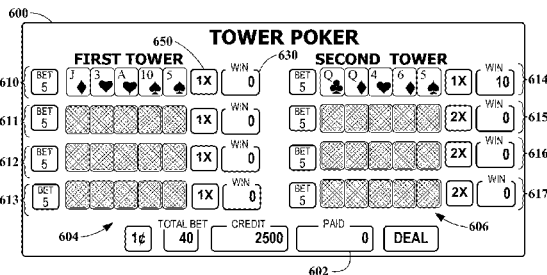 600
TOWER POKER
650
630
FIRST TOWER
SECOND TOWER
610 BET 5 J 3 A 10 5 1X WIN 0
BET 5 Q Q 4 6 5 1X WIN 10 614
611 BET 5 1X WIN 0
BET 5 2X WIN 0 615
612 BET 5 1X WIN 0
BET 5 2X WIN 0 616
613 BET 5 1X WIN 0
BET 5 2X WIN 0 617
604
606
1¢ TOTAL BET 40 CREDIT 2500 PAID 0 DEAL
602